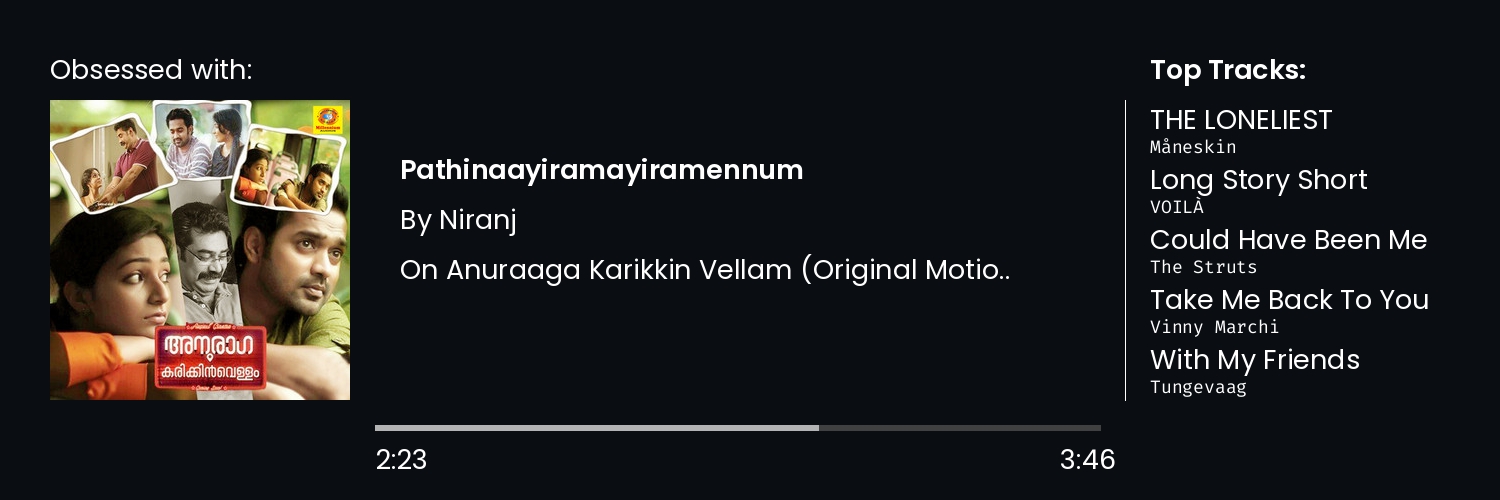 Obsessed with:
Millennium
അനുരാഗ
കരിക്കിൻവെള്ളം
Pathinaayiramayiramennum
By Niranj
On Anuraaga Karikkin Vellam (Original Motio..
2:23
3:46
Top Tracks:
THE LONELIEST
Måneskin
Long Story Short
VOILÀ
Could Have Been Me
The Struts
Take Me Back To You
Vinny Marchi
With My Friends
Tungevaag